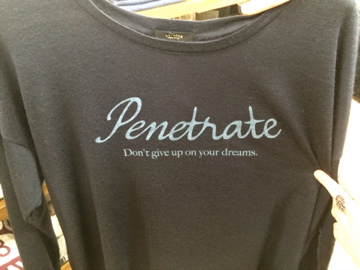 Penetrate
Don't give up on your dreams.